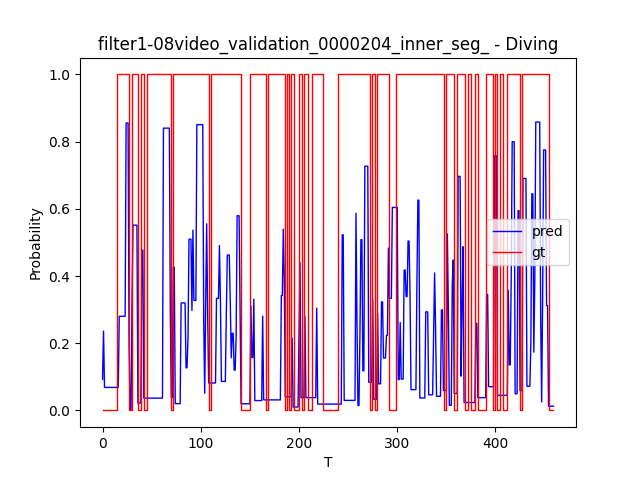 filter1-08video_validation_0000204_inner_seg_ - Diving
1.0
0.8
0.6
0.4
0.2
0.0
Probability
pred
gt
0
100
200
300
400
T